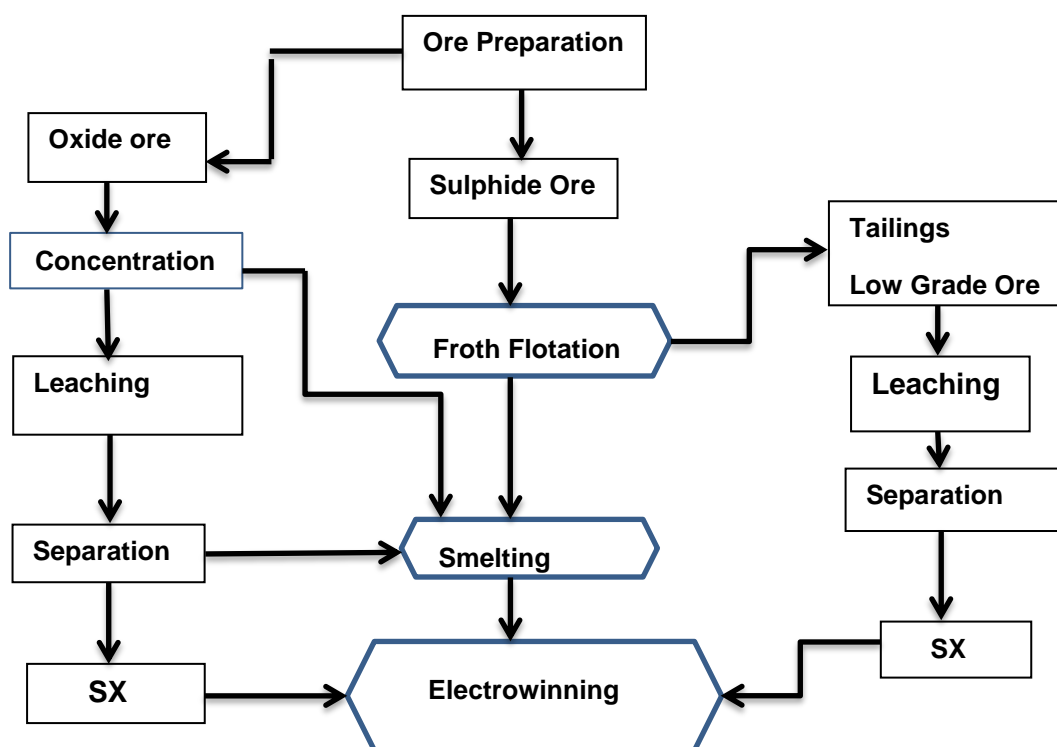 Ore Preparation
Oxide ore
Sulphide Ore
Tailings
Low Grade Ore
Concentration
Froth Flotation
Leaching
Leaching
Separation
Separation
Smelting
SX
SX
Electrowinning